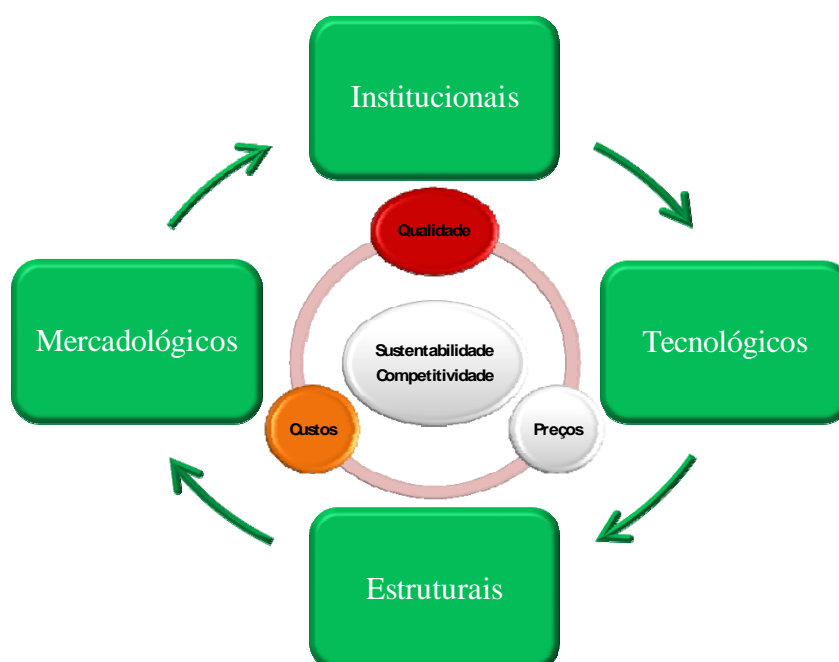 Institucionais
Qualidade
Mercadológicos
Sustentabilidade
Competitividade
Tecnológicos
Custos
Preços
Estruturais